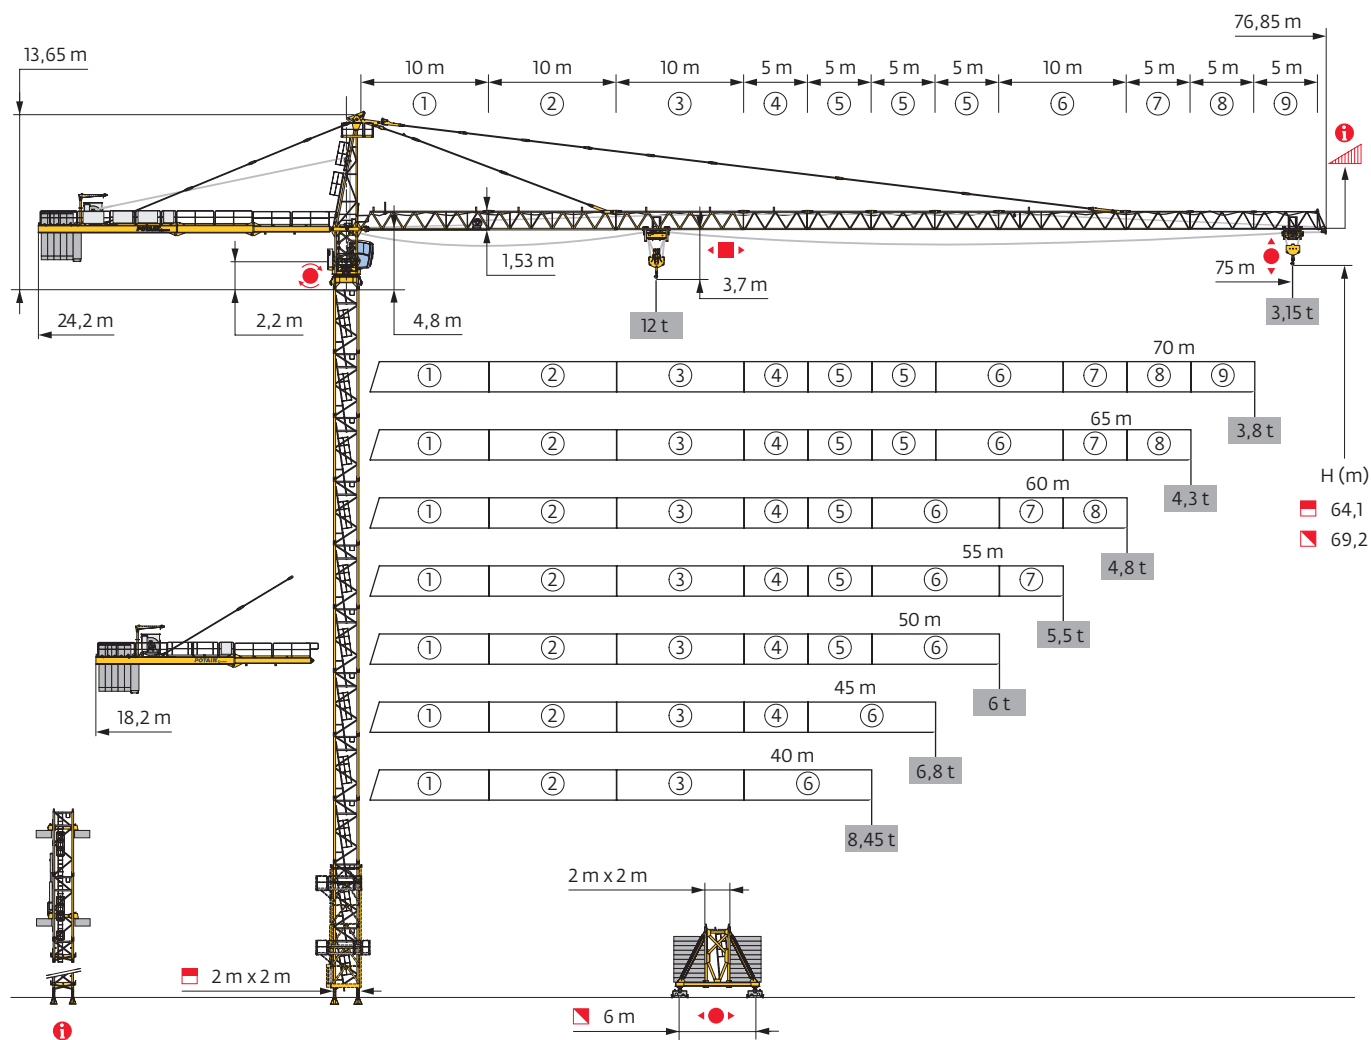 76,85 m
13,65 m
10 m 10 m 10 m 5 m 5 m 5 m 5 m 10 m 5 m 5 m 5 m
① ② ③ ④ ⑤ ⑤ ⑤ ⑥ ⑦ ⑧ ⑨
i
POTAIN
1,53 m
3,7 m
75 m
24,2 m
2,2 m
4,8 m
12 t
3,15 t
70 m
① ② ③ ④ ⑤ ⑤ ⑥ ⑦ ⑧ ⑨
3,8 t
65 m
① ② ③ ④ ⑤ ⑤ ⑥ ⑦ ⑧
4,3 t
H (m)
64,1
69,2
60 m
① ② ③ ④ ⑤ ⑥ ⑦ ⑧
4,8 t
55 m
① ② ③ ④ ⑤ ⑥ ⑦
5,5 t
50 m
① ② ③ ④ ⑤ ⑥
6 t
POTAIN
18,2 m
45 m
① ② ③ ④ ⑥
6,8 t
40 m
① ② ③ ⑥
8,45 t
2 m x 2 m
2 m x 2 m
6 m
i